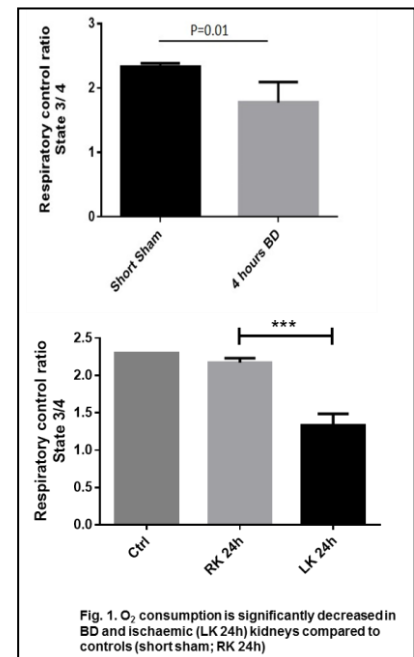 P=0.01
Respiratory control ratio
State 3/ 4
3
2
1
0
Short Sham
4 hours BD
***
Respiratory control ratio
State 3/4
2.5
2.0
1.5
1.0
0.5
0.0
Ctrl
RK 24h
LK 24h
Fig. 1. O₂ consumption is significantly decreased in
BD and ischaemic (LK 24h) kidneys compared to
controls (short sham; RK 24h)